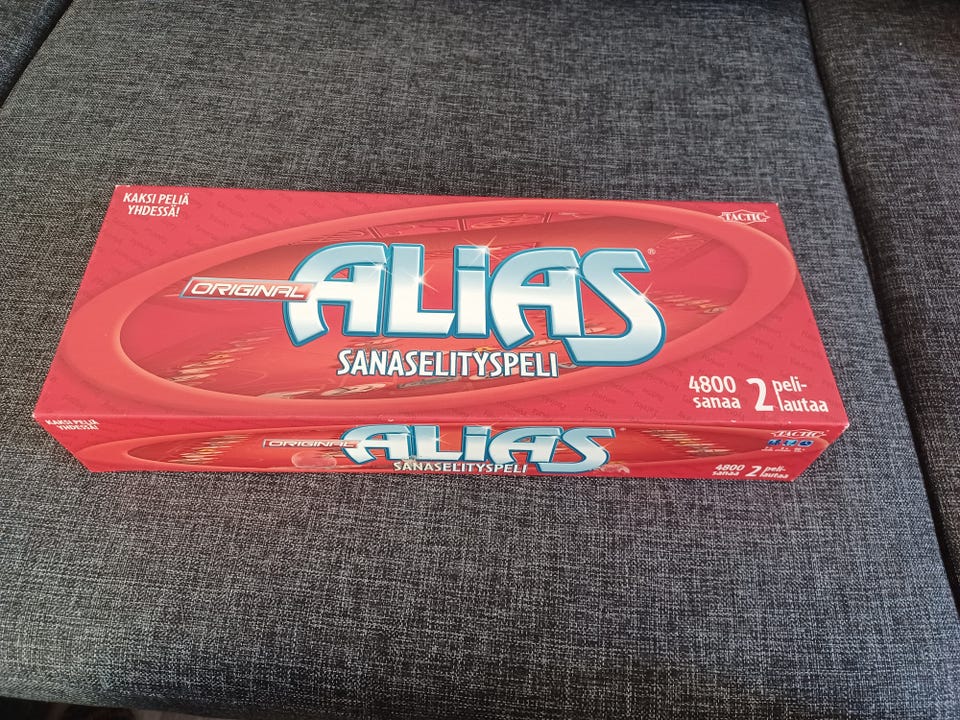 KAKSI PELIÄ
YHDESSÄ!
TACTIC
ORIGINAL
ALiAS
®
SANASELITYSPELI
4800
sanaa
2 peli-
lautaa
KAKSI PELIÄ
YHDESSÄ!
ORIGINAL
ALiAS
SANASELITYSPELI
TACTIC
4800
sanaa
2 peli-
lautaa